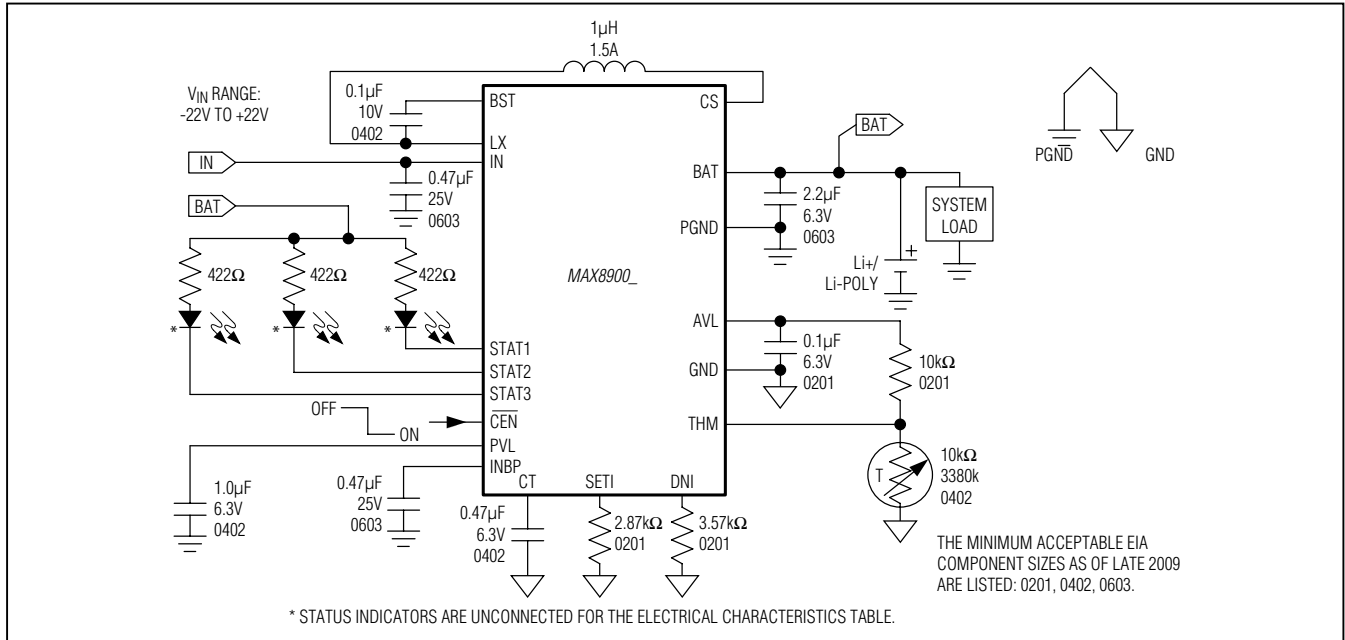 1µH
1.5A
V_IN RANGE:
-22V TO +22V
0.1µF
10V
0402
BST
LX
IN
CS
IN
0.47µF
25V
0603
BAT
BAT
BAT
2.2µF
6.3V
0603
PGND
SYSTEM
LOAD
+
Li+/
Li-POLY
PGND
GND
422Ω
422Ω
422Ω
*
*
*
MAX8900_
STAT1
STAT2
STAT3
OFF
ON
CEN
PVL
INBP
AVL
0.1µF
6.3V
0201
GND
10kΩ
0201
THM
T
10kΩ
3380k
0402
1.0µF
6.3V
0402
0.47µF
25V
0603
CT
SETI
DNI
0.47µF
6.3V
0402
2.87kΩ
0201
3.57kΩ
0201
THE MINIMUM ACCEPTABLE EIA
COMPONENT SIZES AS OF LATE 2009
ARE LISTED: 0201, 0402, 0603.
* STATUS INDICATORS ARE UNCONNECTED FOR THE ELECTRICAL CHARACTERISTICS TABLE.